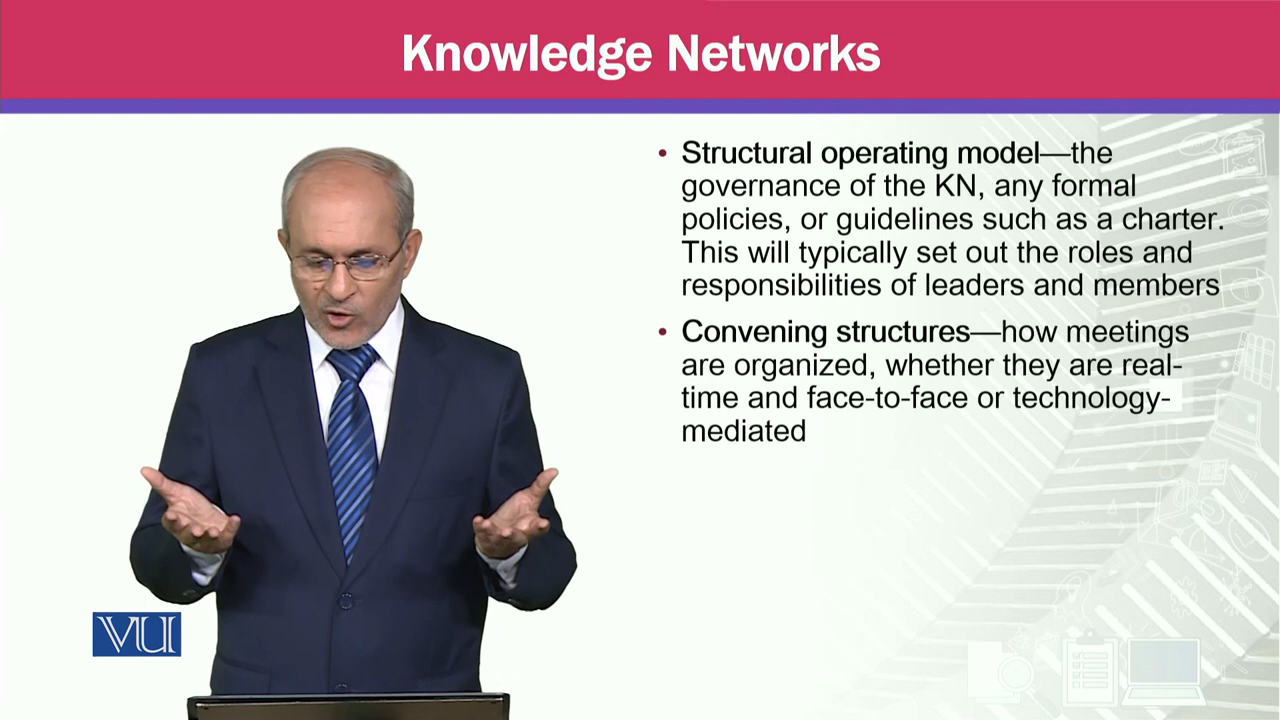 Knowledge Networks
• Structural operating model—the
governance of the KN, any formal
policies, or guidelines such as a charter.
This will typically set out the roles and
responsibilities of leaders and members
• Convening structures—how meetings
are organized, whether they are real-
time and face-to-face or technology-
mediated
VU